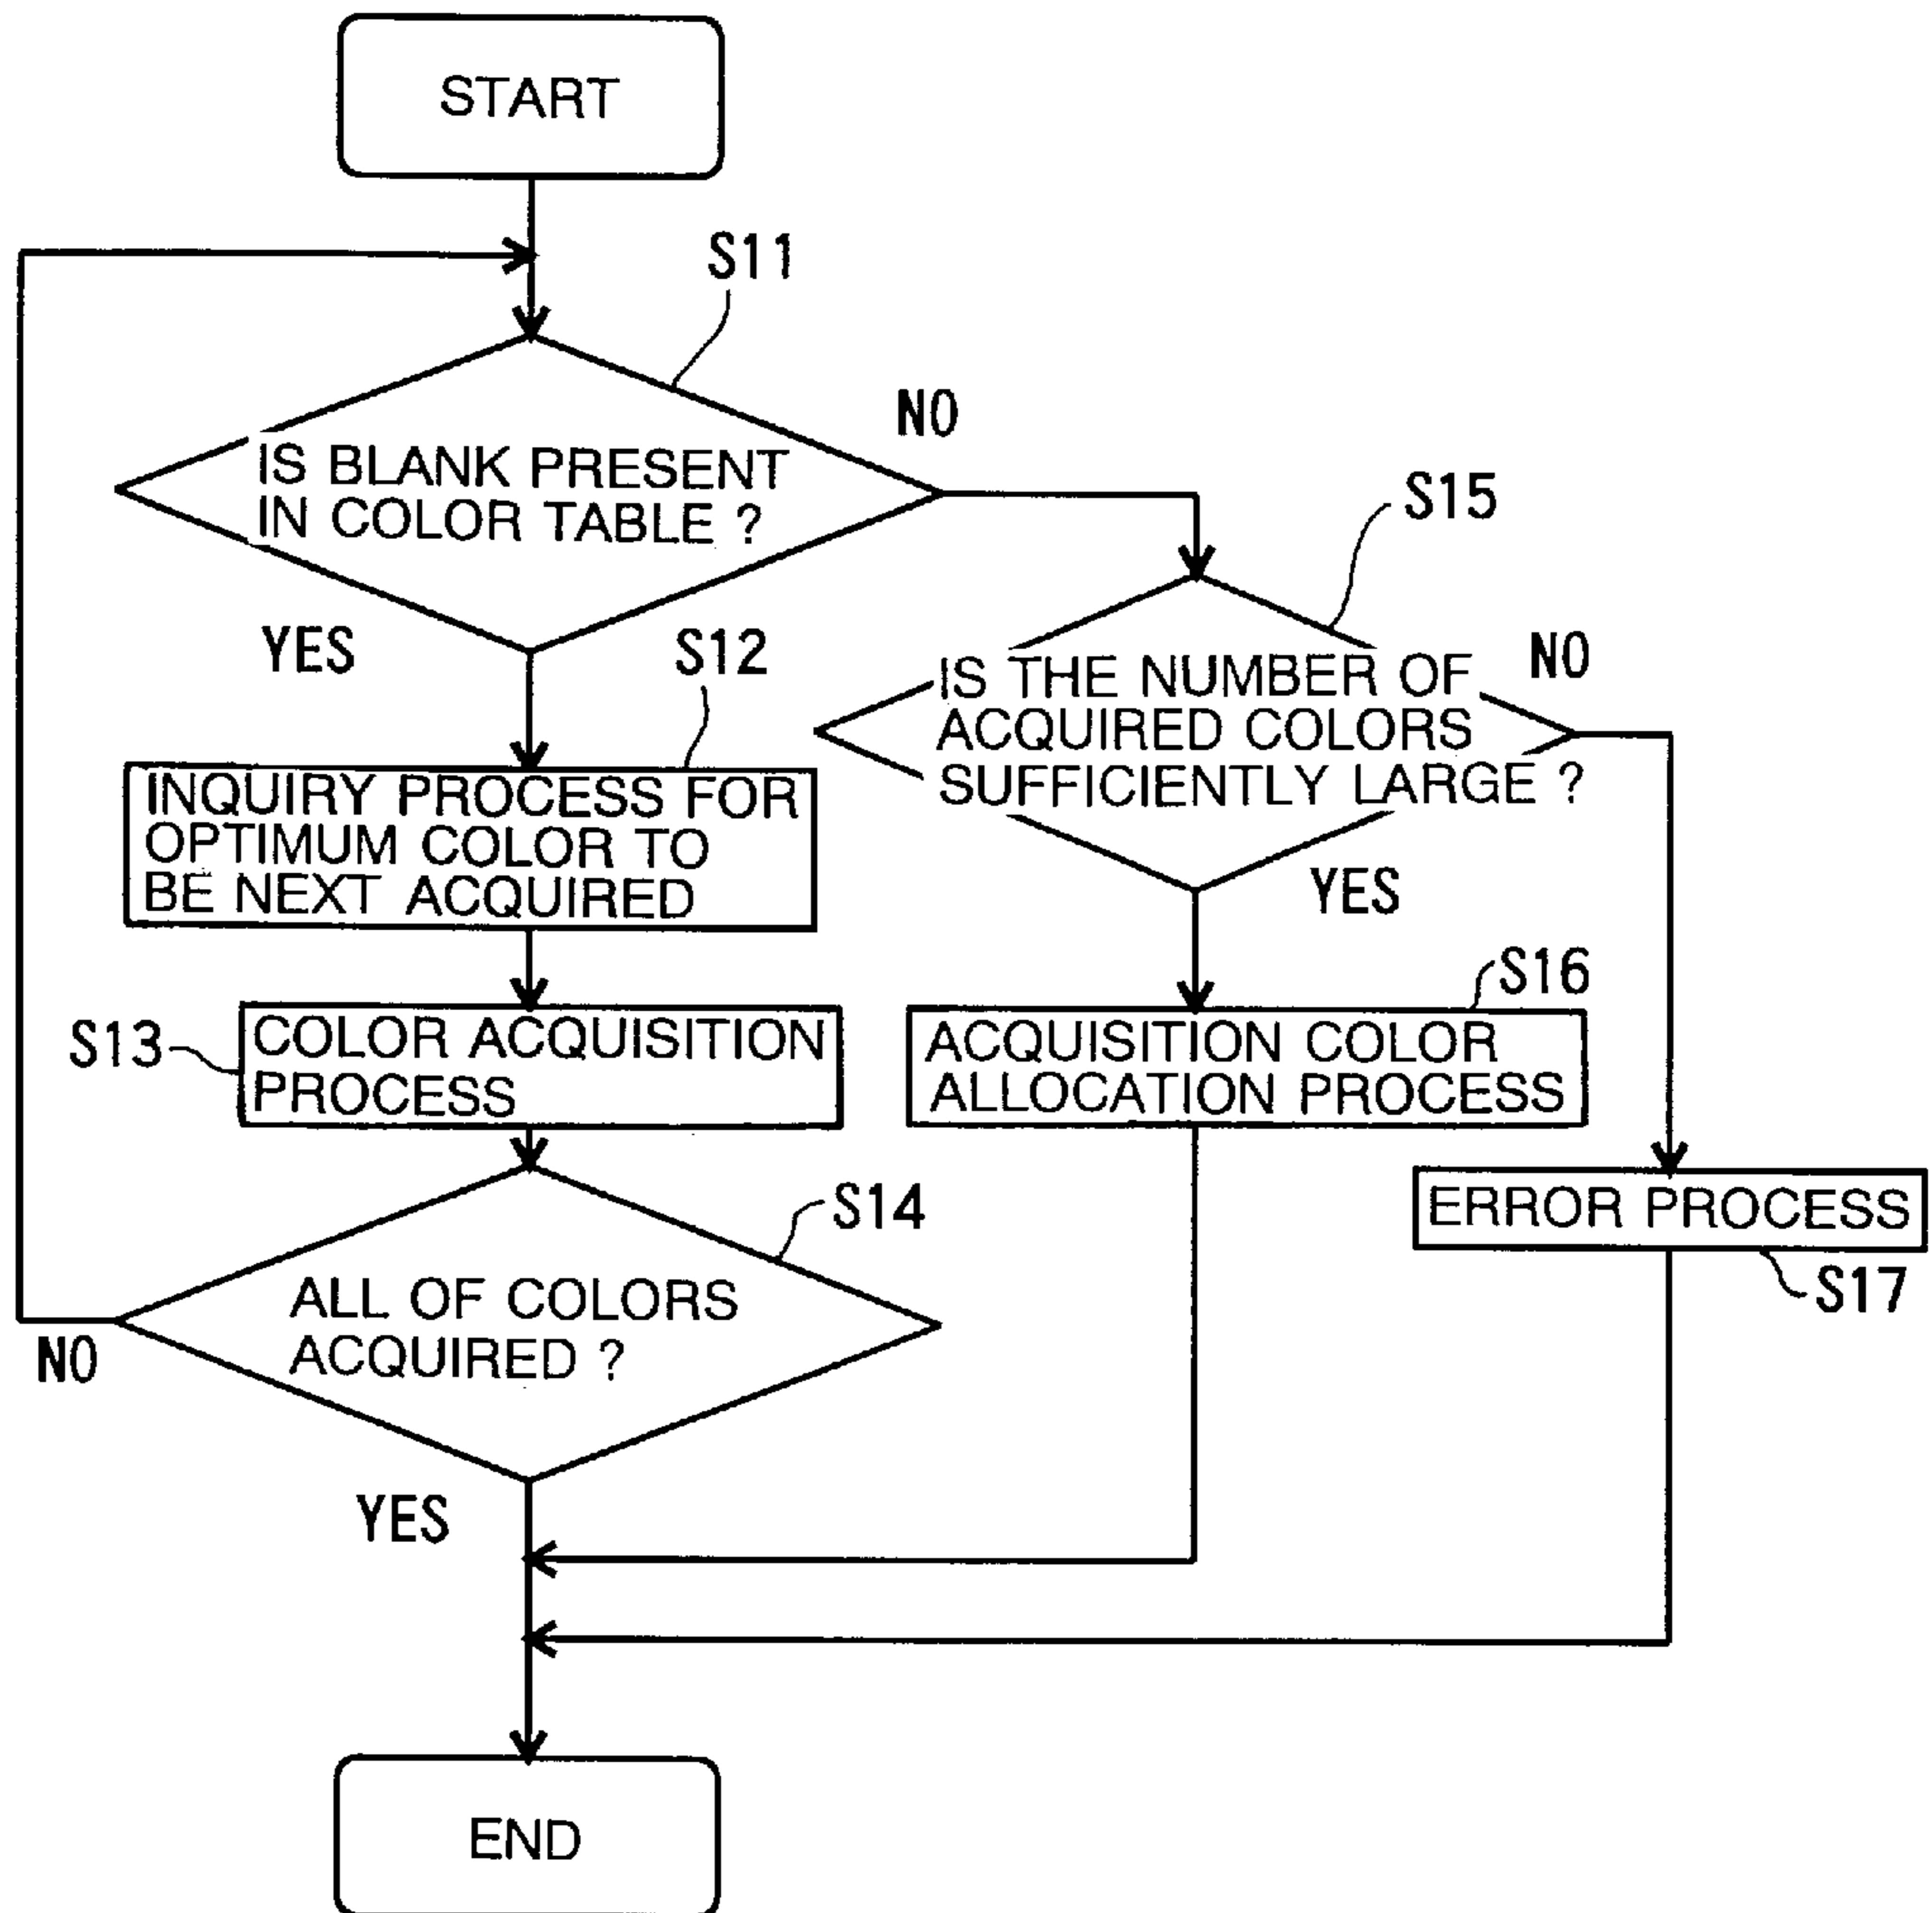 START
S11
NO
IS BLANK PRESENT
IN COLOR TABLE ?
YES
S12
INQUIRY PROCESS FOR
OPTIMUM COLOR TO
BE NEXT ACQUIRED
S13
COLOR ACQUISITION
PROCESS
S14
ALL OF COLORS
ACQUIRED ?
NO
YES
S15
IS THE NUMBER OF
ACQUIRED COLORS
SUFFICIENTLY LARGE ?
NO
YES
S16
ACQUISITION COLOR
ALLOCATION PROCESS
ERROR PROCESS
S17
END